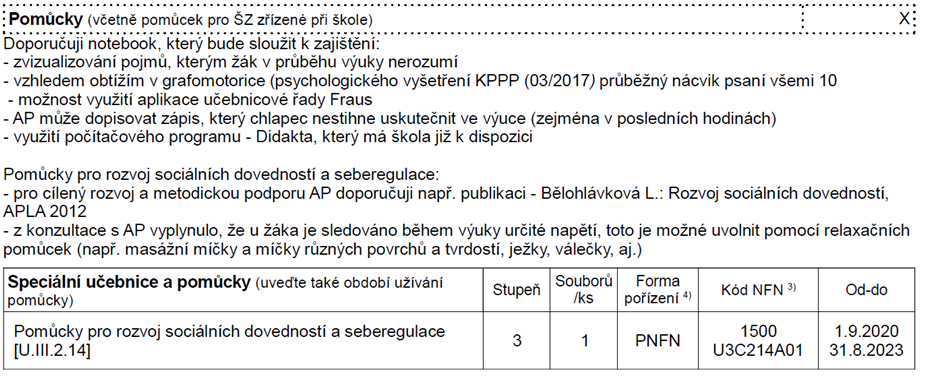 Pomůcky (včetně pomůcek pro ŠZ zřízené při škole) X
Doporučuji notebook, který bude sloužit k zajištění:
- zvizualizování pojmů, kterým žák v průběhu výuky nerozumí
- vzhledem obtížím v grafomotorice (psychologického vyšetření KPPP (03/2017) průběžný nácvik psaní všemi 10
- možnost využití aplikace učebnicové řady Fraus
- AP může dopisovat zápis, který chlapec nestihne uskutečnit ve výuce (zejména v posledních hodinách)
- využití počítačového programu - Didakta, který má škola již k dispozici
Pomůcky pro rozvoj sociálních dovedností a seberegulace:
- pro cílený rozvoj a metodickou podporu AP doporučuji např. publikaci - Bělohlávková L.: Rozvoj sociálních dovedností,
APLA 2012
- z konzultace s AP vyplynulo, že u žáka je sledováno během výuky určité napětí, toto je možné uvolnit pomocí relaxačních
pomůcek (např. masážní míčky a míčky různých povrchů a tvrdostí, ježky, válečky, aj.)
Speciální učebnice a pomůcky (uveďte také období užívání
pomůcky)
Stupeň
Souborů
/ks
Forma
pořízení 4)
Kód NFN 3)
Od-do
Pomůcky pro rozvoj sociálních dovedností a seberegulace
[U.III.2.14]
3
1
PNFN
1500
U3C214A01
1.9.2020
31.8.2023